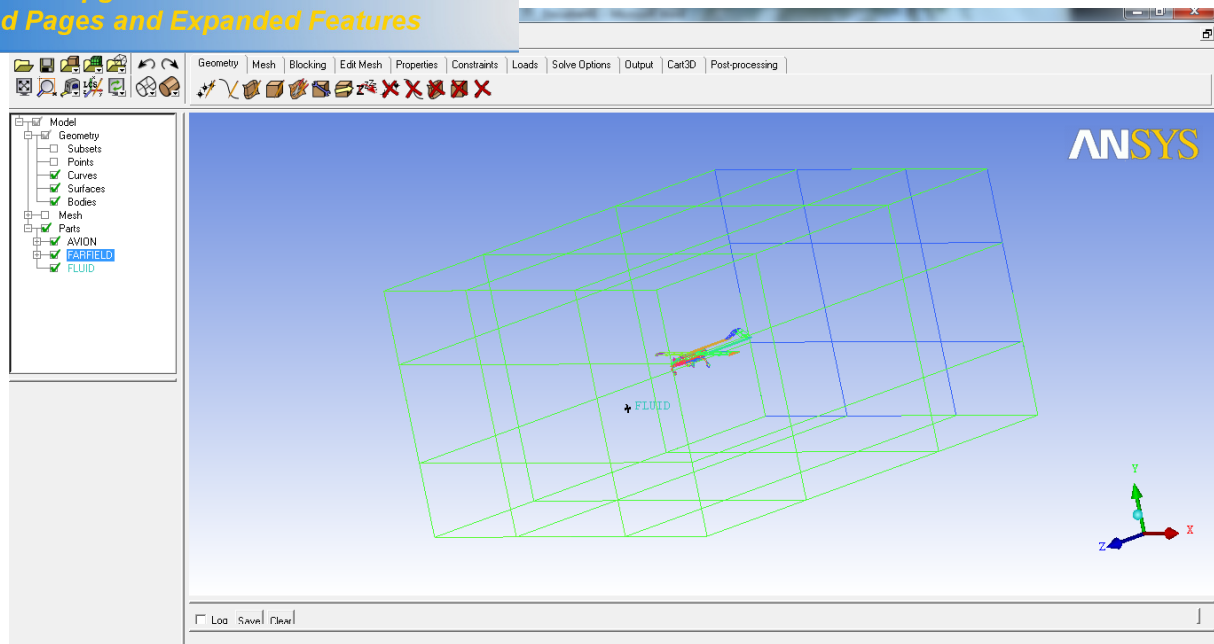 d Pages and Expanded Features
Geometry Mesh Blocking Edit Mesh Properties Constraints Loads Solve Options Output Cart3D Post-processing
Model
Geometry
Subsets
Points
Curves
Surfaces
Bodies
Mesh
Parts
AVION
FARFIELD
FLUID
ANSYS
FLUID
Y
X
Z
Log Save Clear